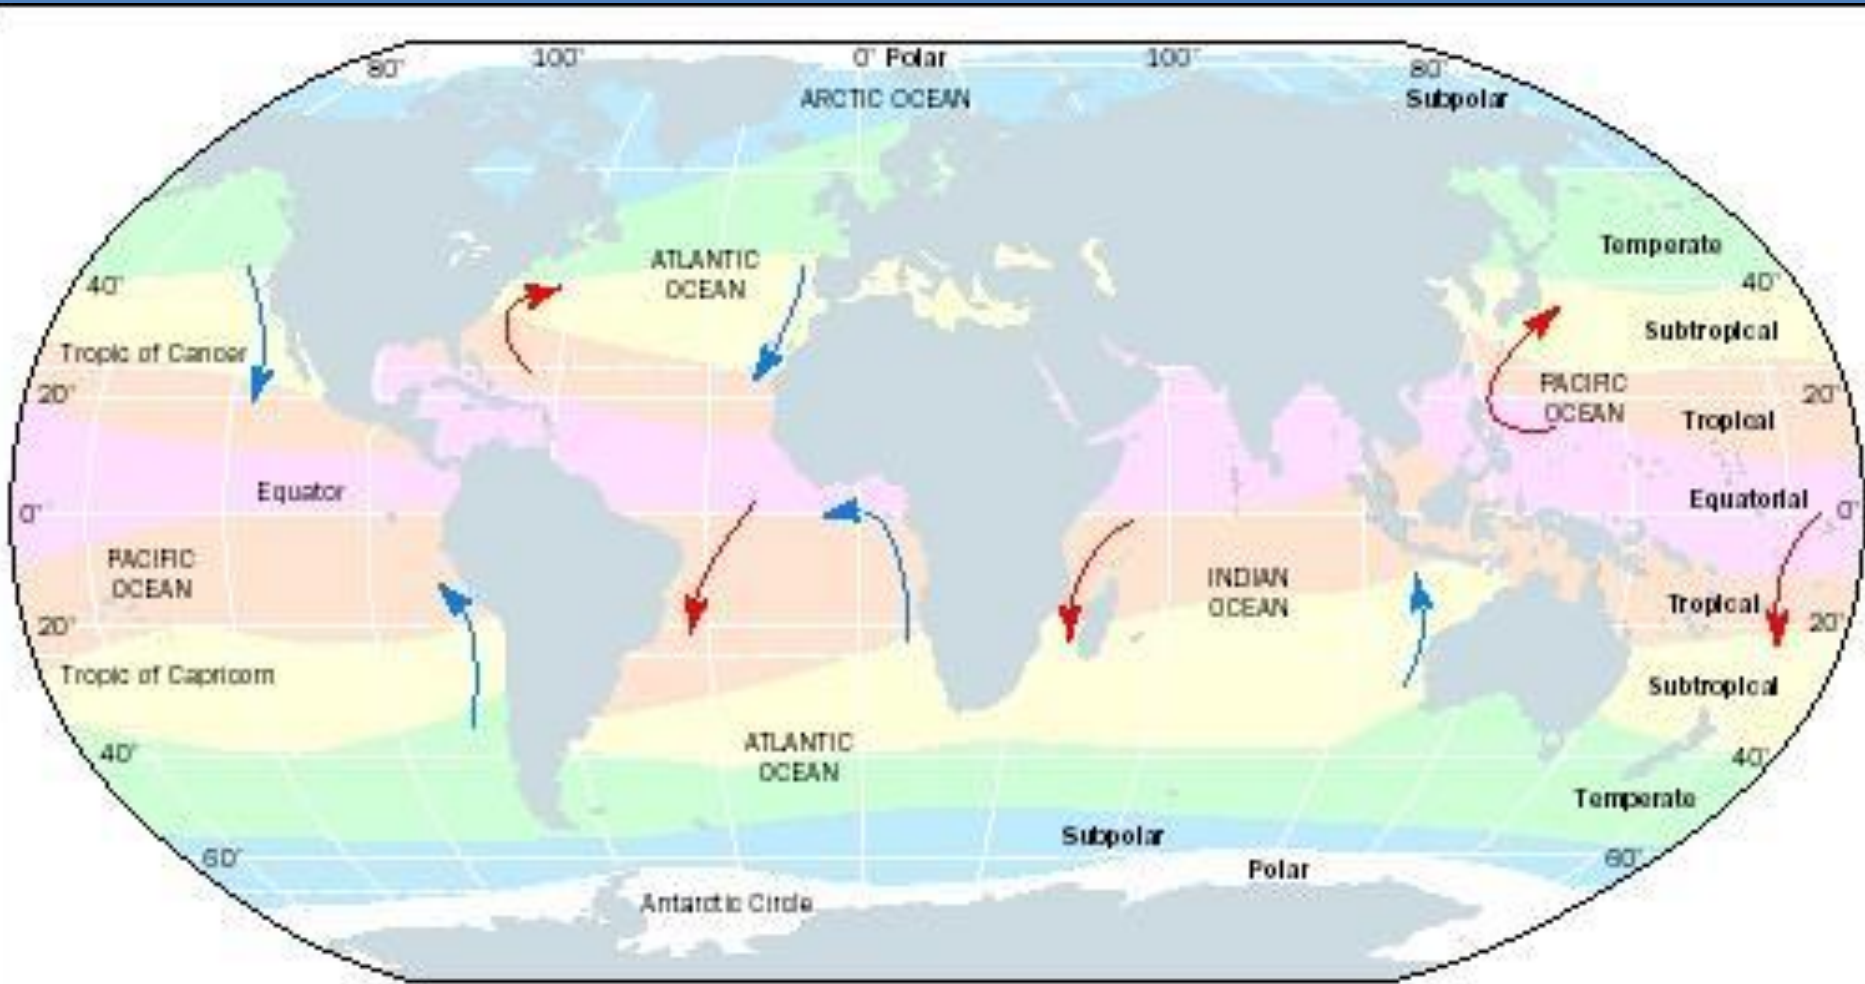 80° 100° 0° Polar 100° 80°
ARCTIC OCEAN Subpolar
ATLANTIC
OCEAN
Temperate
40° 40°
Subtropical
Tropic of Cancer
20° 20°
PACIFIC
OCEAN
Tropical
Equator
Equatorial
0° 0°
PACIFIC
OCEAN
INDIAN
OCEAN
Tropical
20° 20°
Tropic of Capricorn
Subtropical
40° 40°
ATLANTIC
OCEAN
Temperate
Subpolar
60° 60°
Polar
Antarctic Circle